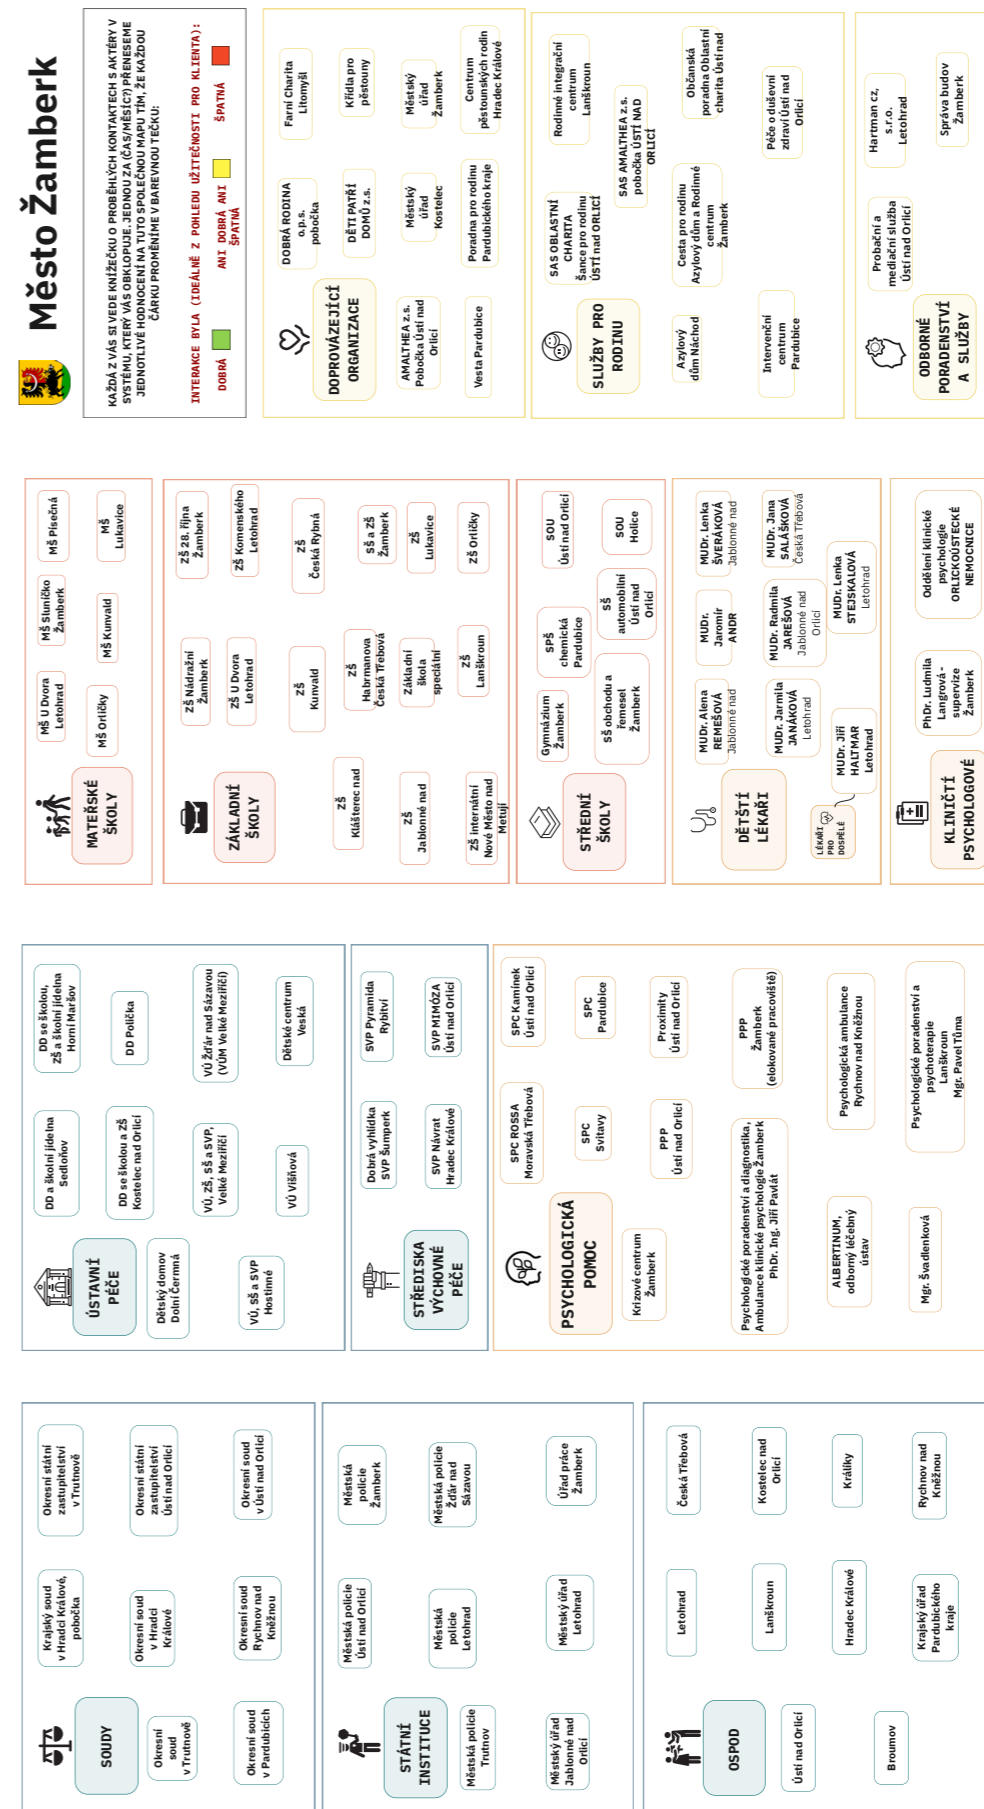 Město Žamberk
KAŽDÁ Z VÁS SI VEDE KNÍŽEČKU O PROBĚHLÝCH KONTAKTECH S AKTÉRY V
SYSTÉMU, KTERÝ VÁS OBKLOPUJE. JEDNOU ZA (ČAS/MĚSÍC?) PŘENESEME
JEDNOTLIVÉ HODNOCENÍ NA TUTO SPOLEČNOU MAPU TÍM, ŽE KAŽDOU
ČÁRKU PROMĚNÍME V BAREVNOU TEČKU:
INTERAKCE BYLA (IDEÁLNĚ Z POHLEDU UŽITEČNOSTI PRO KLIENTA):
DOBRÁ
ANI DOBRÁ ANI
ŠPATNÁ
ŠPATNÁ
DOPROVÁZEJÍCÍ
ORGANIZACE
DOBRÁ RODINA
o.p.s.
pobočka
Farní Charita
Litomyšl
DĚTI PATŘÍ
DOMŮ z.s.
Křídla pro
pěstouny
AMALTHEA z.s.
Pobočka Ústí nad
Orlicí
Městský
úřad
Kostelec
Městský
úřad
Žamberk
Vesta Pardubice
Poradna pro rodinu
Pardubického kraje
Centrum
pěstounských rodin
Hradec Králové
SLUŽBY PRO
RODINU
SAS OBLASTNÍ
CHARITA
Šance pro rodinu
ÚSTÍ nad ORLICÍ
Rodinné integrační
centrum
Lanškroun
SAS AMALTHEA z.s.
pobočka ÚSTÍ NAD
ORLICÍ
Azylový
dům Náchod
Cesta pro rodinu
Azylový dům a Rodinné
centrum
Žamberk
Občanská
poradna Oblastní
charita Ústí nad
Intervenční
centrum
Pardubice
Péče o duševní
zdraví Ústí nad
Orlicí
ODBORNÉ
PORADENSTVÍ
A SLUŽBY
Probační a
mediační služba
Ústí nad Orlicí
Hartman cz,
s.r.o.
Letohrad
Správa budov
Žamberk
MATEŘSKÉ
ŠKOLY
MŠ U Dvora
Letohrad
MŠ Sluníčko
Žamberk
MŠ Písečná
MŠ Orličky
MŠ Kunvald
MŠ
Lukavice
ZÁKLADNÍ
ŠKOLY
ZŠ Nádražní
Žamberk
ZŠ 28. října
Žamberk
ZŠ U Dvora
Letohrad
ZŠ Komenského
Letohrad
ZŠ
Kunvald
ZŠ
Česká Rybná
ZŠ
Klášterec nad
ZŠ
Habrmanova
Česká Třebová
SŠ a ZŠ
Žamberk
ZŠ
Jablonné nad
Základní
škola
speciální
ZŠ
Lukavice
ZŠ internátní
Nové Město nad
Metují
ZŠ
Lanškroun
ZŠ Orličky
STŘEDNÍ
ŠKOLY
Gymnázium
Žamberk
SPŠ
chemická
Pardubice
SOU
Ústí nad Orlicí
SŠ obchodu a
řemesel
Žamberk
SŠ
automobilní
Ústí nad
Orlicí
SOU
Holice
DĚTŠTÍ
LÉKAŘI
MUDr. Alena
REMEŠOVÁ
Jablonné nad
MUDr.
Jaromír
ANDR
MUDr. Lenka
ŠVERÁKOVÁ
Jablonné nad
MUDr. Jarmila
JANÁKOVÁ
Letohrad
MUDr. Radmila
JAREŠOVÁ
Jablonné nad
Orlicí
MUDr. Jana
SALÁŠKOVÁ
Česká Třebová
LÉKAŘI
PRO
DOSPĚLÉ
MUDr. Jiří
HALTMAR
Letohrad
MUDr. Lenka
STEJSKALOVÁ
Letohrad
KLINIČTÍ
PSYCHOLOGOVÉ
PhDr. Ludmila
Langrová -
supervize
Žamberk
Oddělení klinické
psychologie
ORLICKOÚSTECKÉ
NEMOCNICE
ÚSTAVNÍ
PÉČE
DD a školní jídelna
Sedloňov
DD se školou,
ZŠ a školní jídelna
Horní Maršov
DD se školou a ZŠ
Kostelec nad Orlicí
DD Polička
Dětský domov
Dolní Čermná
VÚ, ZŠ, SŠ a SVP,
Velké Meziříčí
VÚ Žďár nad Sázavou
(VÚM Velké Meziříčí)
VÚ, SŠ a SVP
Hostinné
VÚ Višňová
Dětské centrum
Veská
STŘEDISKA
VÝCHOVNÉ
PÉČE
Dobrá vyhlídka
SVP Šumperk
SVP Pyramida
Rybitví
SVP Návrat
Hradec Králové
SVP MIMÓZA
Ústí nad Orlicí
PSYCHOLOGICKÁ
POMOC
SPC ROSSA
Moravská Třebová
SPC Kamínek
Ústí nad Orlicí
SPC
Svitavy
SPC
Pardubice
Krizové centrum
Žamberk
PPP
Ústí nad Orlicí
Proximity
Ústí nad Orlicí
Psychologické poradenství a diagnostika,
Ambulance klinické psychologie Žamberk
PhDr. Ing. Jiří Pavlát
PPP
Žamberk
(elokované pracoviště)
ALBERTINUM,
odborný léčebný
ústav
Psychologická ambulance
Rychnov nad Kněžnou
Mgr. Švadlenková
Psychologické poradenství a
psychoterapie
Lanškroun
Mgr. Pavel Tůma
SOUDY
Krajský soud
v Hradci Králové,
pobočka
Okresní státní
zastupitelství
v Trutnově
Okresní soud
v Hradci
Králové
Okresní státní
zastupitelství
Ústí nad Orlicí
Okresní
soud
v Trutnově
Okresní soud
Rychnov nad
Kněžnou
Okresní soud
v Ústí nad Orlicí
Okresní soud
v Pardubicích
STÁTNÍ
INSTITUCE
Městská policie
Ústí nad Orlicí
Městská
policie
Žamberk
Městská policie
Trutnov
Městská
policie
Letohrad
Městská policie
Žďár nad
Sázavou
Městský úřad
Jablonné nad
Orlicí
Městský úřad
Letohrad
Úřad práce
Žamberk
OSPOD
Letohrad
Česká Třebová
Ústí nad Orlicí
Lanškroun
Kostelec nad
Orlicí
Hradec Králové
Králíky
Broumov
Krajský úřad
Pardubického
kraje
Rychnov nad
Kněžnou